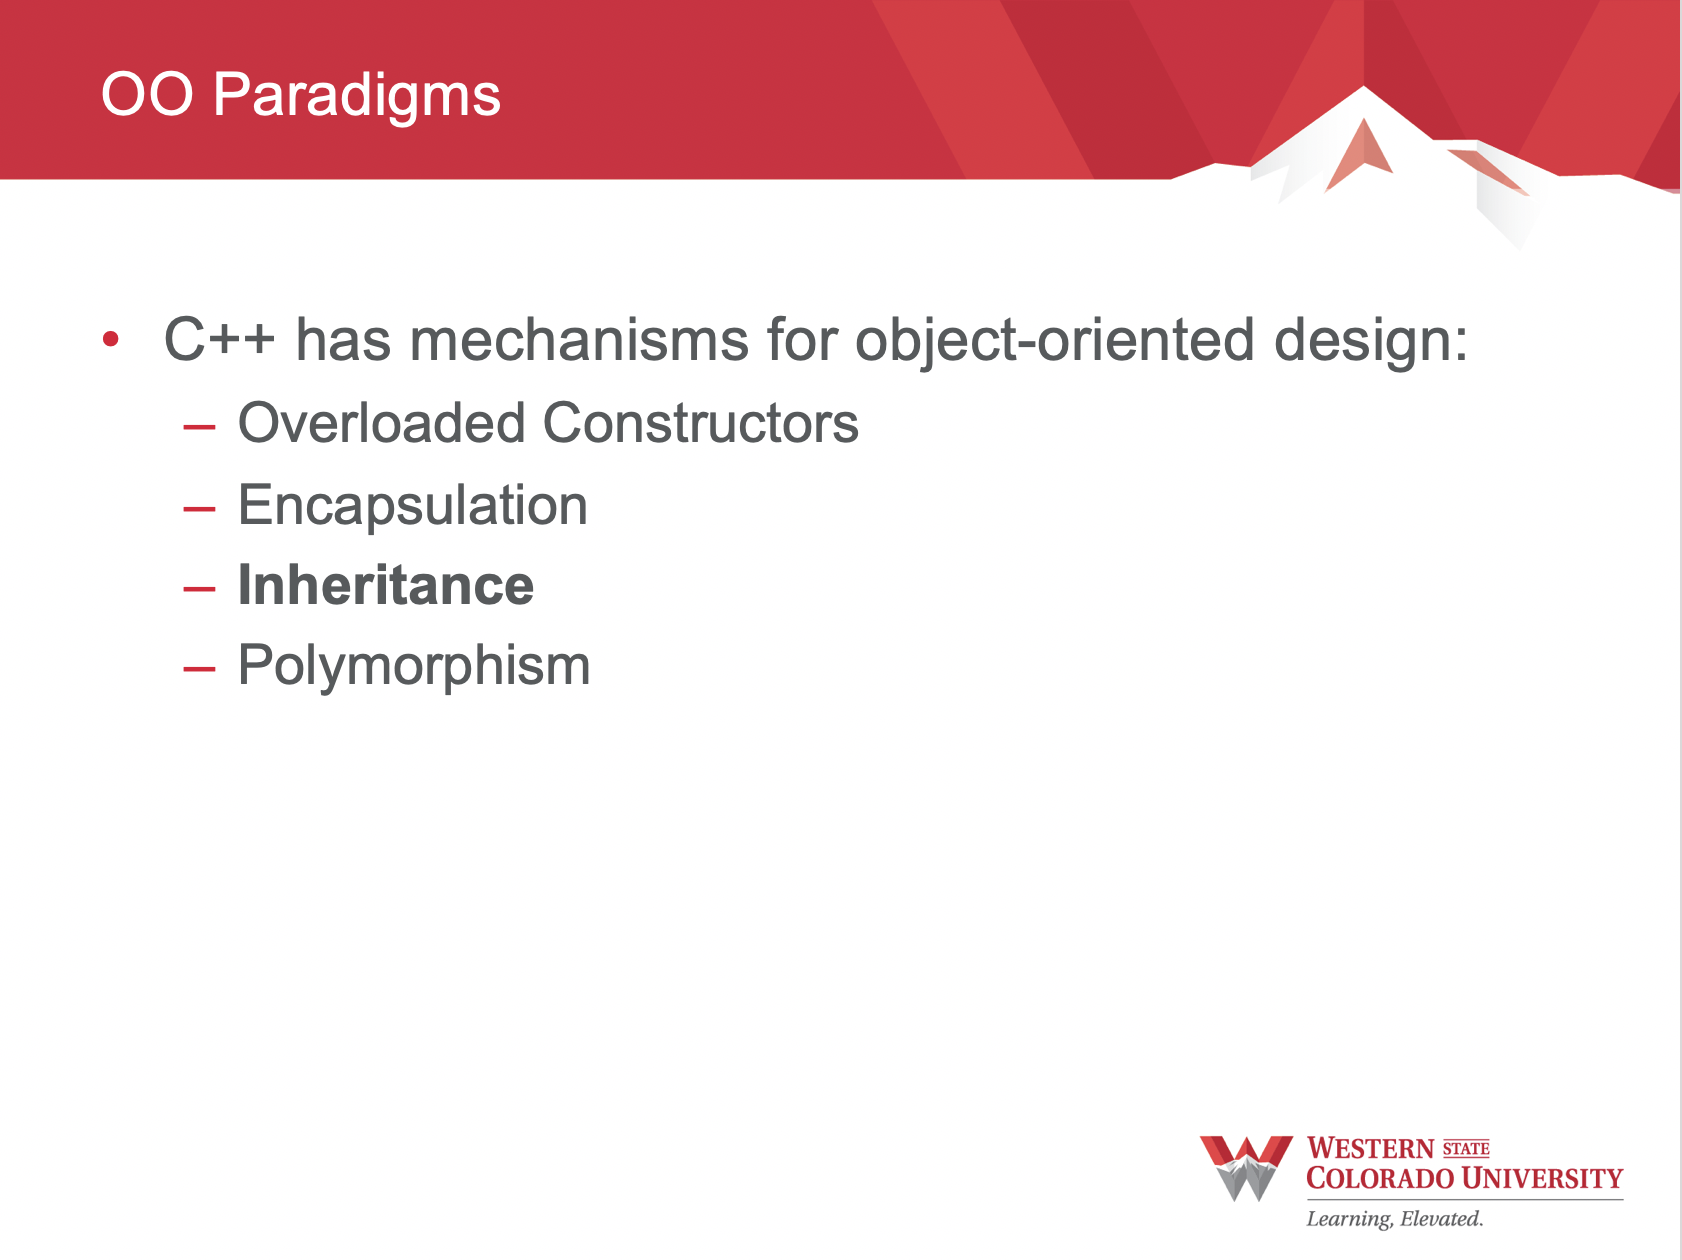 OO Paradigms
• C++ has mechanisms for object-oriented design:
– Overloaded Constructors
– Encapsulation
– Inheritance
– Polymorphism
WESTERN STATE
COLORADO UNIVERSITY
Learning, Elevated.